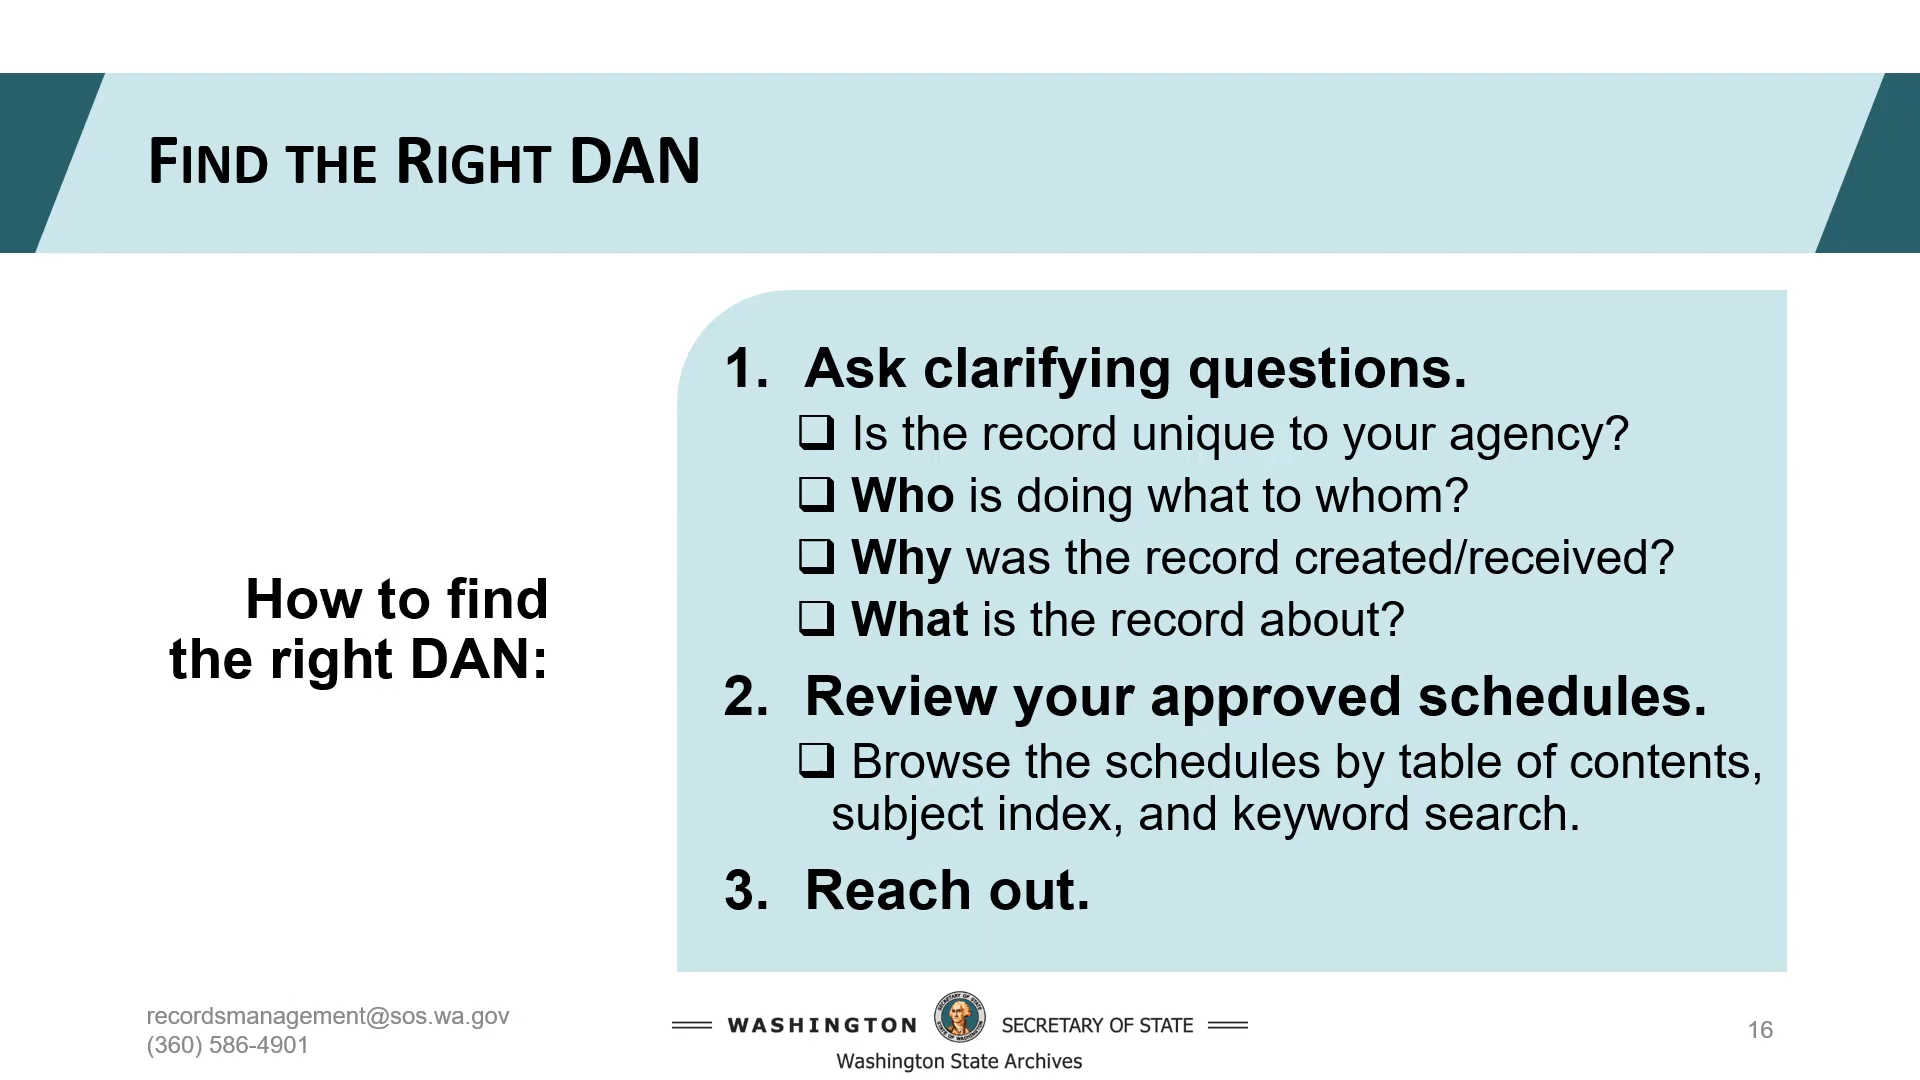 FIND THE RIGHT DAN
How to find
the right DAN:
1. Ask clarifying questions.
❑ Is the record unique to your agency?
❑ Who is doing what to whom?
❑ Why was the record created/received?
❑ What is the record about?
2. Review your approved schedules.
❑ Browse the schedules by table of contents,
subject index, and keyword search.
3. Reach out.
recordsmanagement@sos.wa.gov
(360) 586-4901
WASHINGTON SECRETARY OF STATE
Washington State Archives
16